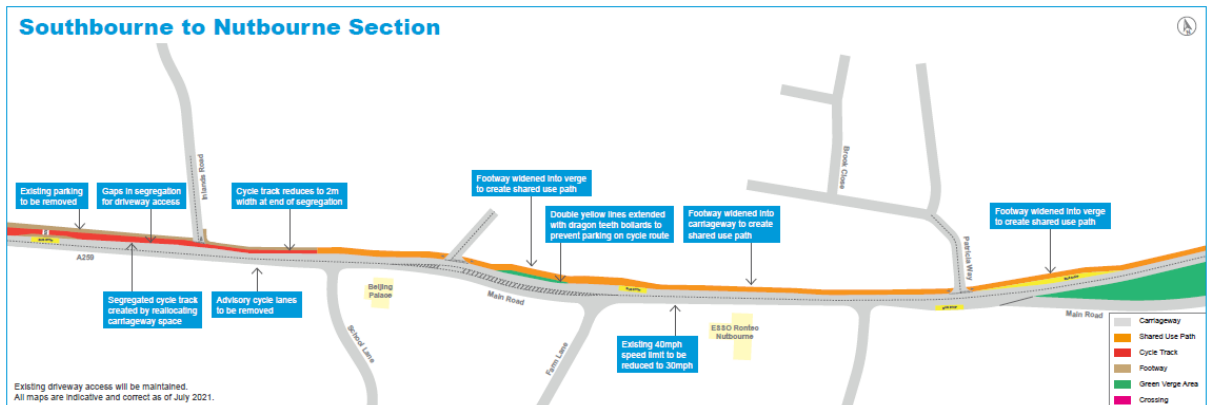 Southbourne to Nutbourne Section
Existing parking
to be removed
Gaps in segregation
for driveway access
Inlands Road
Cycle track reduces to 2m
width at end of segregation
Footway widened into verge
to create shared use path
Double yellow lines extended
with dragon teeth bollards to
prevent parking on cycle route
Footway widened into
carriageway to create
shared use path
Brook Close
Patricia Way
Footway widened into verge
to create shared use path
A259
Segregated cycle track
created by reallocating
carriageway space
Advisory cycle lanes
to be removed
Beijing
Palace
School Lane
Main Road
Farm Lane
Existing 40mph
speed limit to be
reduced to 30mph
ESSO Rontec
Nutbourne
Main Road
Carriageway
Shared Use Path
Cycle Track
Footway
Green Verge Area
Crossing
Existing driveway access will be maintained.
All maps are indicative and correct as of July 2021.